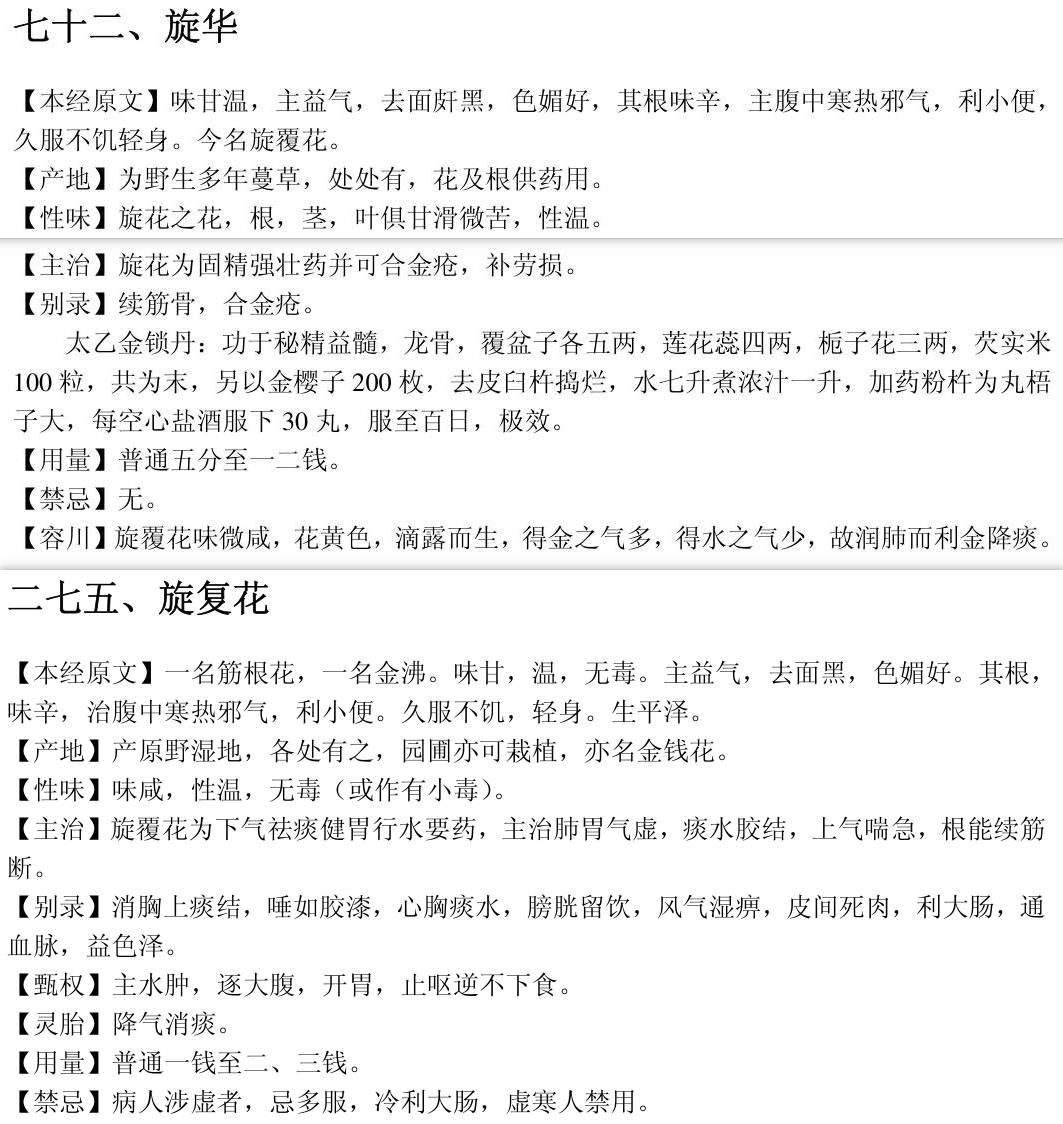 七十二、旋华
【本经原文】味甘温，主益气，去面皯黑，色媚好，其根味辛，主腹中寒热邪气，利小便，
久服不饥轻身。今名旋覆花。
【产地】为野生多年蔓草，处处有，花及根供药用。
【性味】旋花之花，根，茎，叶俱甘滑微苦，性温。
【主治】旋花为固精强壮药并可合金疮，补劳损。
【别录】续筋骨，合金疮。
太乙金锁丹：功于秘精益髓，龙骨，覆盆子各五两，莲花蕊四两，栀子花三两，芡实米
100 粒，共为末，另以金樱子 200 枚，去皮臼杵捣烂，水七升煮浓汁一升，加药粉杵为丸梧
子大，每空心盐酒服下 30 丸，服至百日，极效。
【用量】普通五分至一二钱。
【禁忌】无。
【容川】旋覆花味微咸，花黄色，滴露而生，得金之气多，得水之气少，故润肺而利金降痰。
二七五、旋复花
【本经原文】一名筋根花，一名金沸。味甘，温，无毒。主益气，去面黑，色媚好。其根，
味辛，治腹中寒热邪气，利小便。久服不饥，轻身。生平泽。
【产地】产原野湿地，各处有之，园圃亦可栽植，亦名金钱花。
【性味】味咸，性温，无毒（或作有小毒）。
【主治】旋覆花为下气祛痰健胃行水要药，主治肺胃气虚，痰水胶结，上气喘急，根能续筋
断。
【别录】消胸上痰结，唾如胶漆，心胸痰水，膀胱留饮，风气湿痹，皮间死肉，利大肠，通
血脉，益色泽。
【甄权】主水肿，逐大腹，开胃，止呕逆不下食。
【灵胎】降气消痰。
【用量】普通一钱至二、三钱。
【禁忌】病人涉虚者，忌多服，冷利大肠，虚寒人禁用。